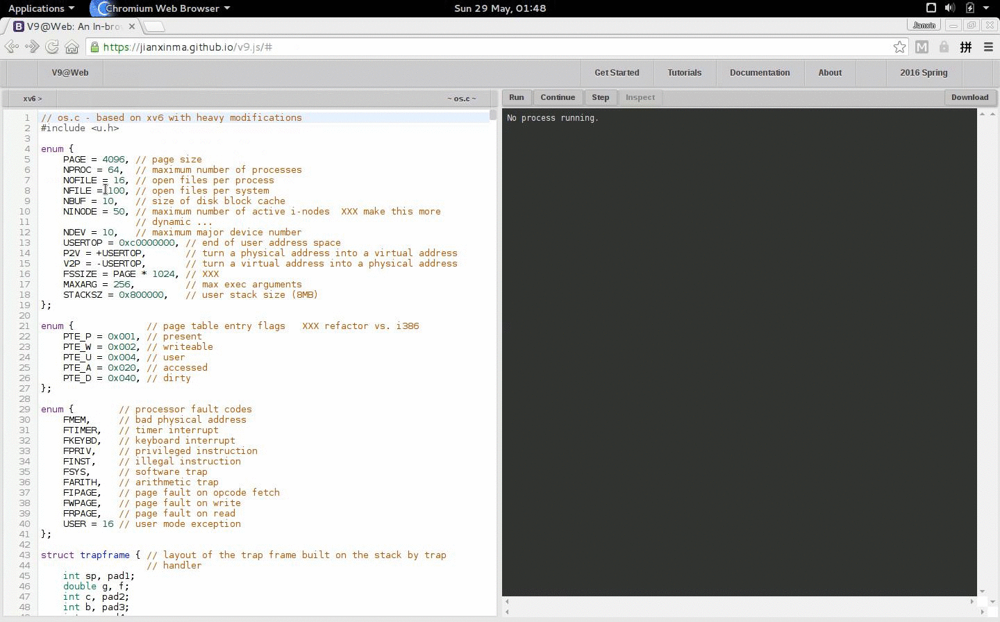 Applications
Chromium Web Browser
Sun 29 May, 01:48
V9@Web: An In-bro
Jianxin
https://jianxinma.github.io/v9.js/#
M
拼
V9@Web
Get Started
Tutorials
Documentation
About
2016 Spring
xv6 >
~ os.c ~
Run
Continue
Step
Inspect
Download
1 // os.c - based on xv6 with heavy modifications
2 #include <u.h>
3
4 enum {
5 PAGE = 4096, // page size
6 NPROC = 64, // maximum number of processes
7 NOFILE = 16, // open files per process
8 NFILE = 100, // open files per system
9 NBUF = 10, // size of disk block cache
10 NINODE = 50, // maximum number of active i-nodes XXX make this more
11 // dynamic ...
12 NDEV = 10, // maximum major device number
13 USERTOP = 0xc0000000, // end of user address space
14 P2V = +USERTOP, // turn a physical address into a virtual address
15 V2P = -USERTOP, // turn a virtual address into a physical address
16 FSSIZE = PAGE * 1024, // XXX
17 MAXARG = 256, // max exec arguments
18 STACKSZ = 0x800000, // user stack size (8MB)
19 };
20
21 enum { // page table entry flags XXX refactor vs. i386
22 PTE_P = 0x001, // present
23 PTE_W = 0x002, // writeable
24 PTE_U = 0x004, // user
25 PTE_A = 0x020, // accessed
26 PTE_D = 0x040, // dirty
27 };
28
29 enum { // processor fault codes
30 FMEM, // bad physical address
31 FTIMER, // timer interrupt
32 FKEYBD, // keyboard interrupt
33 FPRIV, // privileged instruction
34 FINST, // illegal instruction
35 FSYS, // software trap
36 FARITH, // arithmetic trap
37 FIPAGE, // page fault on opcode fetch
38 FWPAGE, // page fault on write
39 FRPAGE, // page fault on read
40 USER = 16 // user mode exception
41 };
42
43 struct trapframe { // layout of the trap frame built on the stack by trap
44 // handler
45 int sp, pad1;
46 double g, f;
47 int c, pad2;
48 int b, pad3;
No process running.